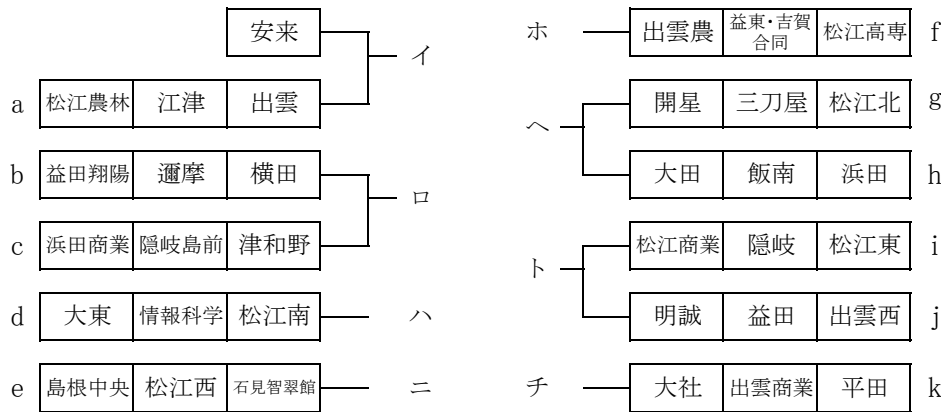 安来 イ
a 松江農林 江津 出雲
b 益田翔陽 邇摩 横田
ロ
c 浜田商業 隠岐島前 津和野
d 大東 情報科学 松江南 ハ
e 島根中央 松江西 石見智翠館 ニ
ホ 出雲農 益東・吉賀合同 松江高専 f
開星 三刀屋 松江北 g
ヘ
大田 飯南 浜田 h
松江商業 隠岐 松江東 i
ト
明誠 益田 出雲西 j
チ 大社 出雲商業 平田 k